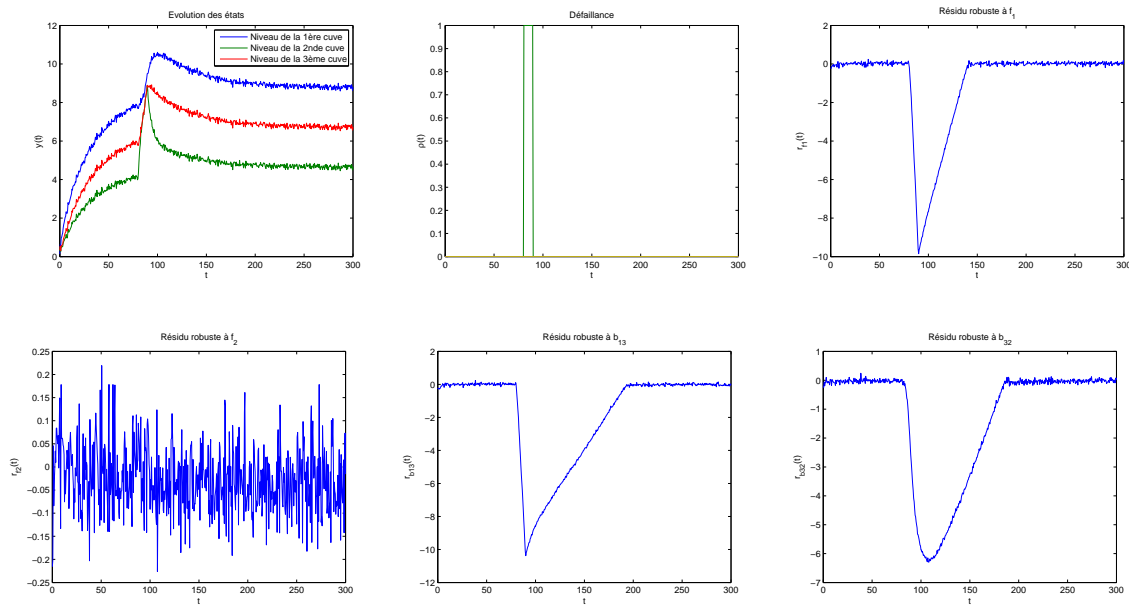 Evolution des états
12
10
8
6
4
2
0
y(t)
Niveau de la 1ère cuve
Niveau de la 2nde cuve
Niveau de la 3ème cuve
0 50 100 150 200 250 300
t
Défaillance
1
0.9
0.8
0.7
0.6
0.5
0.4
0.3
0.2
0.1
0
ρ(t)
0 50 100 150 200 250 300
t
Résidu robuste à f1
2
0
−2
−4
−6
−8
−10
rf1(t)
0 50 100 150 200 250 300
t
Résidu robuste à f2
0.25
0.2
0.15
0.1
0.05
0
−0.05
−0.1
−0.15
−0.2
−0.25
rf2(t)
0 50 100 150 200 250 300
t
Résidu robuste à b13
2
0
−2
−4
−6
−8
−10
−12
rb13(t)
0 50 100 150 200 250 300
t
Résidu robuste à b32
1
0
−1
−2
−3
−4
−5
−6
−7
rb32(t)
0 50 100 150 200 250 300
t